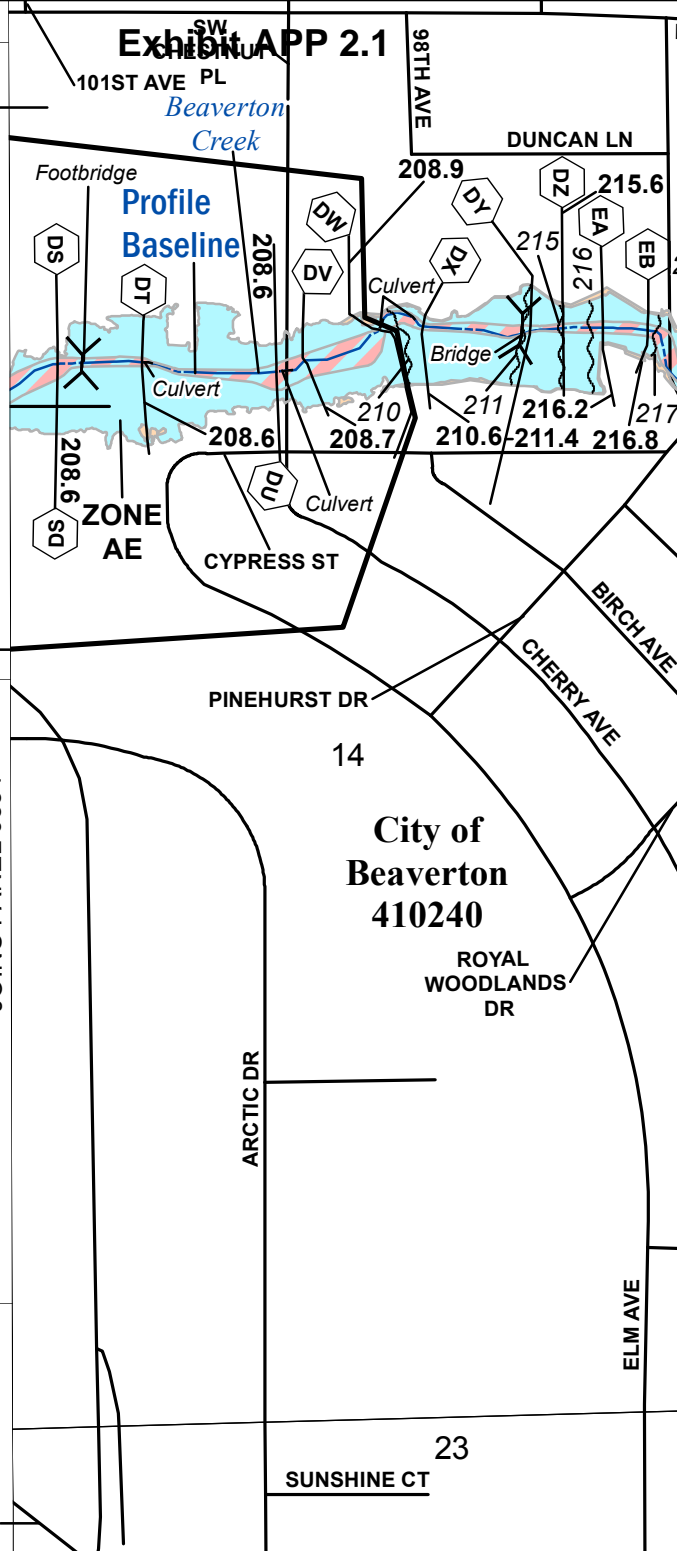 Exhibit APP 2.1
SW
CHESTNUT
PL
101ST AVE
98TH AVE
Beaverton
Creek
DUNCAN LN
Footbridge
208.9
DZ
215.6
Profile
Baseline
DW
DY
EA
DS
208.6
DV
DX
215
216
EB
DT
Culvert
Bridge
Culvert
210
211
216.2
217
208.6
208.7
210.6
211.4
216.8
208.6
DU
Culvert
ZONE
AE
DS
CYPRESS ST
BIRCH AVE
CHERRY AVE
PINEHURST DR
14
City of
Beaverton
410240
ROYAL
WOODLANDS
DR
ARCTIC DR
ELM AVE
23
SUNSHINE CT